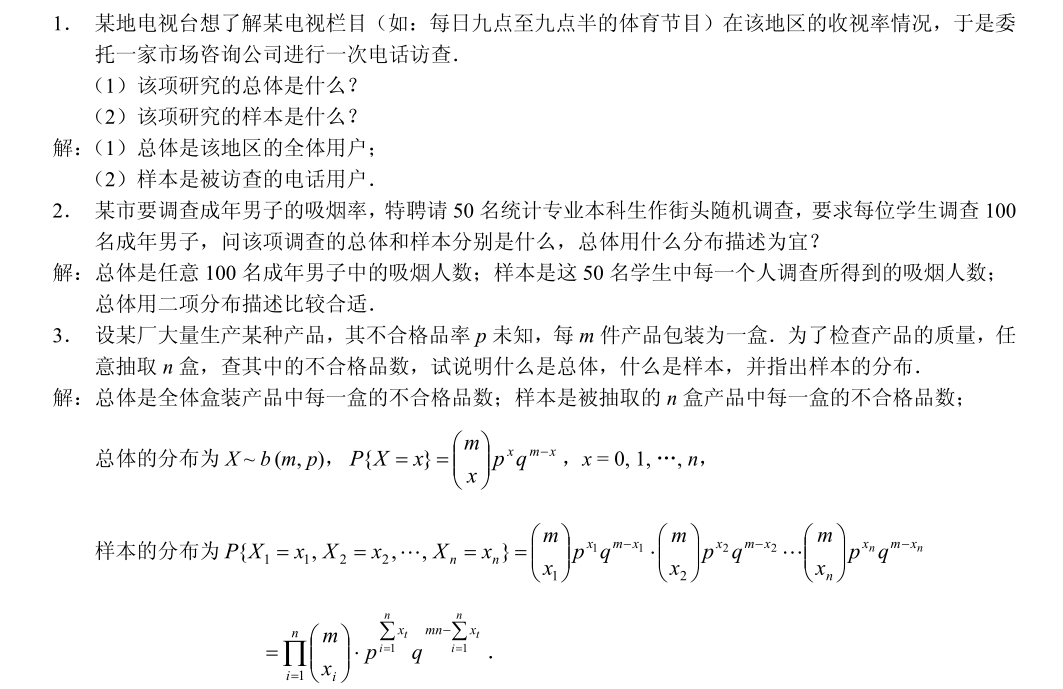 1． 某地电视台想了解某电视栏目（如：每日九点至九点半的体育节目）在该地区的收视率情况，于是委
托一家市场咨询公司进行一次电话访查．
（1）该项研究的总体是什么？
（2）该项研究的样本是什么？
解：（1）总体是该地区的全体用户；
（2）样本是被访查的电话用户．
2． 某市要调查成年男子的吸烟率，特聘请 50 名统计专业本科生作街头随机调查，要求每位学生调查 100
名成年男子，问该项调查的总体和样本分别是什么，总体用什么分布描述为宜？
解：总体是任意 100 名成年男子中的吸烟人数；样本是这 50 名学生中每一个人调查所得到的吸烟人数；
总体用二项分布描述比较合适．
3． 设某厂大量生产某种产品，其不合格品率 p 未知，每 m 件产品包装为一盒．为了检查产品的质量，任
意抽取 n 盒，查其中的不合格品数，试说明什么是总体，什么是样本，并指出样本的分布．
解：总体是全体盒装产品中每一盒的不合格品数；样本是被抽取的 n 盒产品中每一盒的不合格品数；
总体的分布为 X ~ b (m, p)， $P\{X = x\} = \binom{m}{x} p^{x} q^{m-x}$ ，x = 0, 1, …, n，
样本的分布为 $P\{X_1 = x_1, X_2 = x_2, \cdots, , X_n = x_n\} = \binom{m}{x_1} p^{x_1} q^{m-x_1} \cdot \binom{m}{x_2} p^{x_2} q^{m-x_2} \cdots \binom{m}{x_n} p^{x_n} q^{m-x_n}$
$= \prod_{i=1}^{n} \binom{m}{x_i} \cdot p^{\sum_{i=1}^{n} x_t} q^{mn-\sum_{i=1}^{n} x_t}$ ．